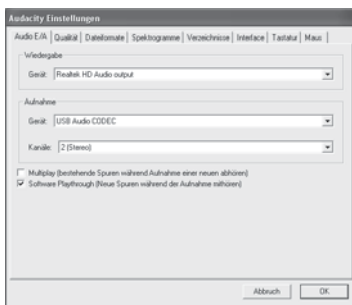 Audacity Einstellungen
Audio E/A Qualität Dateiformate Spektrogramme Verzeichnisse Interface Tastatur Maus
Wiedergabe
Gerät: Realtek HD Audio output
Aufnahme
Gerät: USB Audio CODEC
Kanäle: 2 (Stereo)
Multiplay (bestehende Spuren während Aufnahme einer neuen abhören)
Software Playthrough (Neue Spuren während der Aufnahme mithören)
Abbruch OK